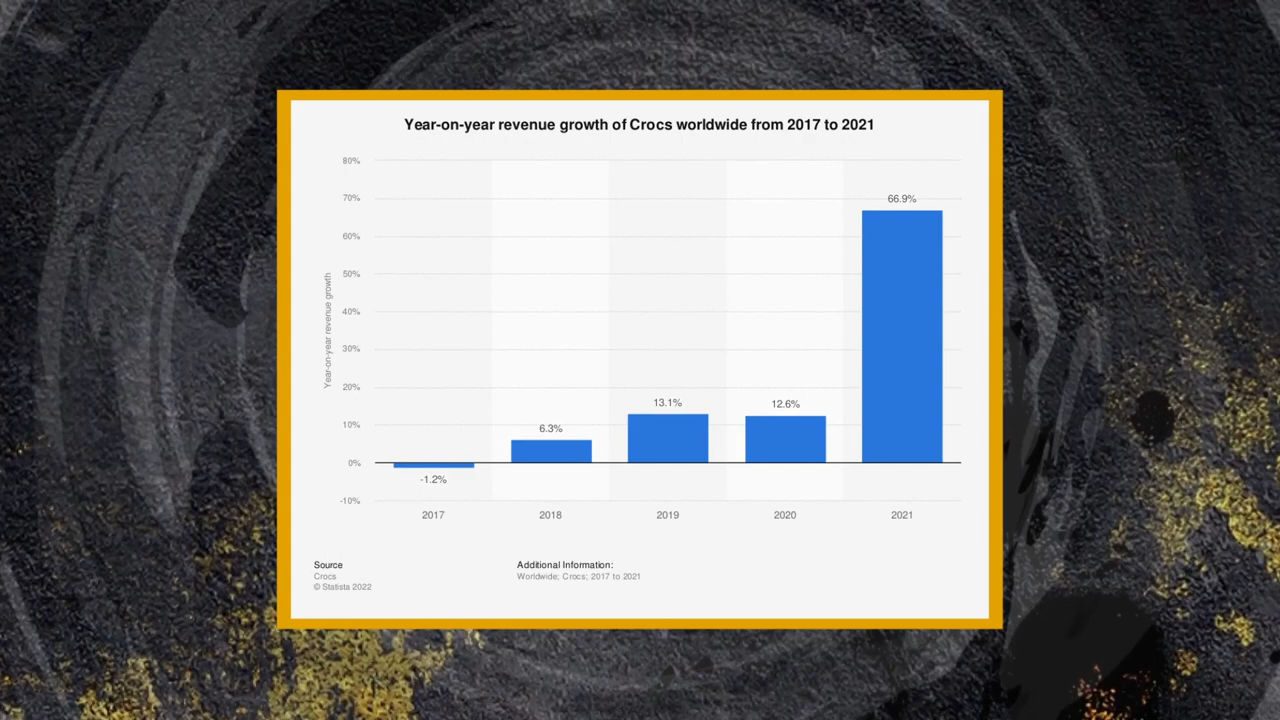 Year-on-year revenue growth of Crocs worldwide from 2017 to 2021
Year-on-year revenue growth
80%
70%
60%
50%
40%
30%
20%
10%
0%
-10%
-1.2%
6.3%
13.1%
12.6%
66.9%
2017 2018 2019 2020 2021
Source
Crocs
© Statista 2022
Additional Information:
Worldwide; Crocs; 2017 to 2021